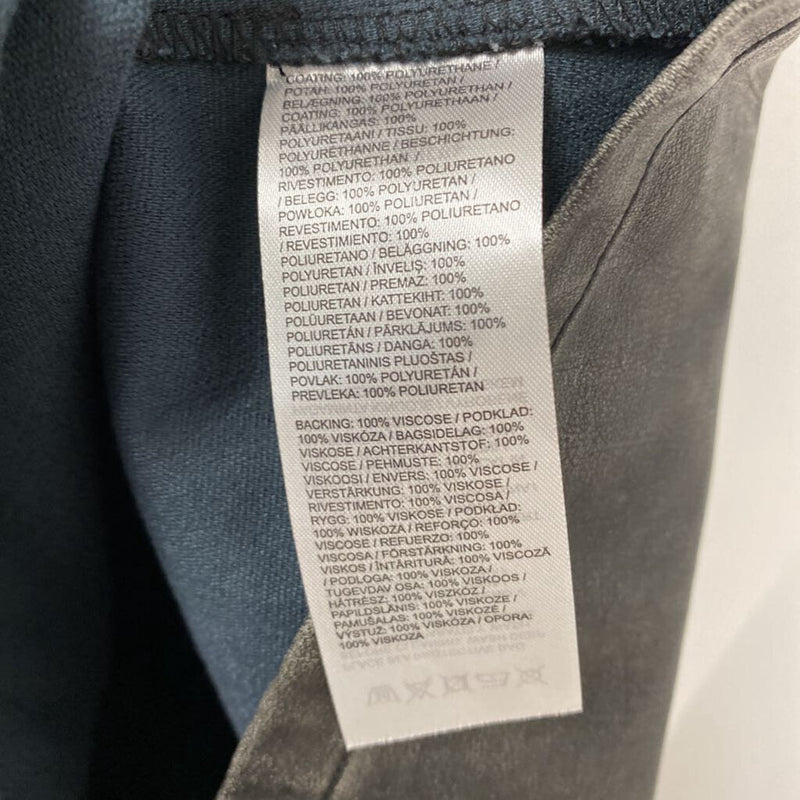 COATING: 100% POLYURETHANE /
POTAH: 100% POLYURETAN /
BELÆGNING: 100% POLYURETHAN /
COATING: 100% POLYURETHAAN /
PÄÄLLIKANGAS: 100%
POLYURETAANI / TISSU: 100%
POLYURÉTHANNE / BESCHICHTUNG:
100% POLYURETHAN /
RIVESTIMENTO: 100% POLIURETANO
/ BELEGG: 100% POLYURETAN /
POWŁOKA: 100% POLIURETAN /
REVESTIMENTO: 100% POLIURETANO
/ REVESTIMIENTO: 100%
POLIURETANO / BELÄGGNING: 100%
POLYURETAN / ÎNVELIȘ: 100%
POLIURETAN / PREMAZ: 100%
POLIURETAN / KATTEKIHT: 100%
POLÜURETAAN / BEVONAT: 100%
POLIURETÁN / PĀRKLĀJUMS: 100%
POLIURETĀNS / DANGA: 100%
POLIURETANINIS PLUOŠTAS /
POVLAK: 100% POLYURETÁN /
PREVLEKA: 100% POLIURETAN
BACKING: 100% VISCOSE / PODKLAD:
100% VISKÓZA / BAGSIDELAG: 100%
VISKOSE / ACHTERKANTSTOF: 100%
VISCOSE / PEHMUSTE: 100%
VISKOOSI / ENVERS: 100% VISCOSE /
VERSTÄRKUNG: 100% VISKOSE /
RIVESTIMENTO: 100% VISCOSA /
RYGG: 100% VISKOSE / PODKŁAD:
100% WISKOZA / REFORÇO: 100%
VISCOSE / REFUERZO: 100%
VISCOSA / FÖRSTÄRKNING: 100%
VISKOS / ÎNTĂRITURĂ: 100% VISCOZĂ
/ PODLOGA: 100% VISKOZA /
TUGEVDAV OSA: 100% VISKOOS /
HÁTRÉSZ: 100% VISZKÓZ /
PAPILDSLĀNIS: 100% VISKOZE /
PAMUŠALAS: 100% VISKOZĖ /
VÝSTUŽ: 100% VISKÓZA / OPORA:
100% VISKOZA